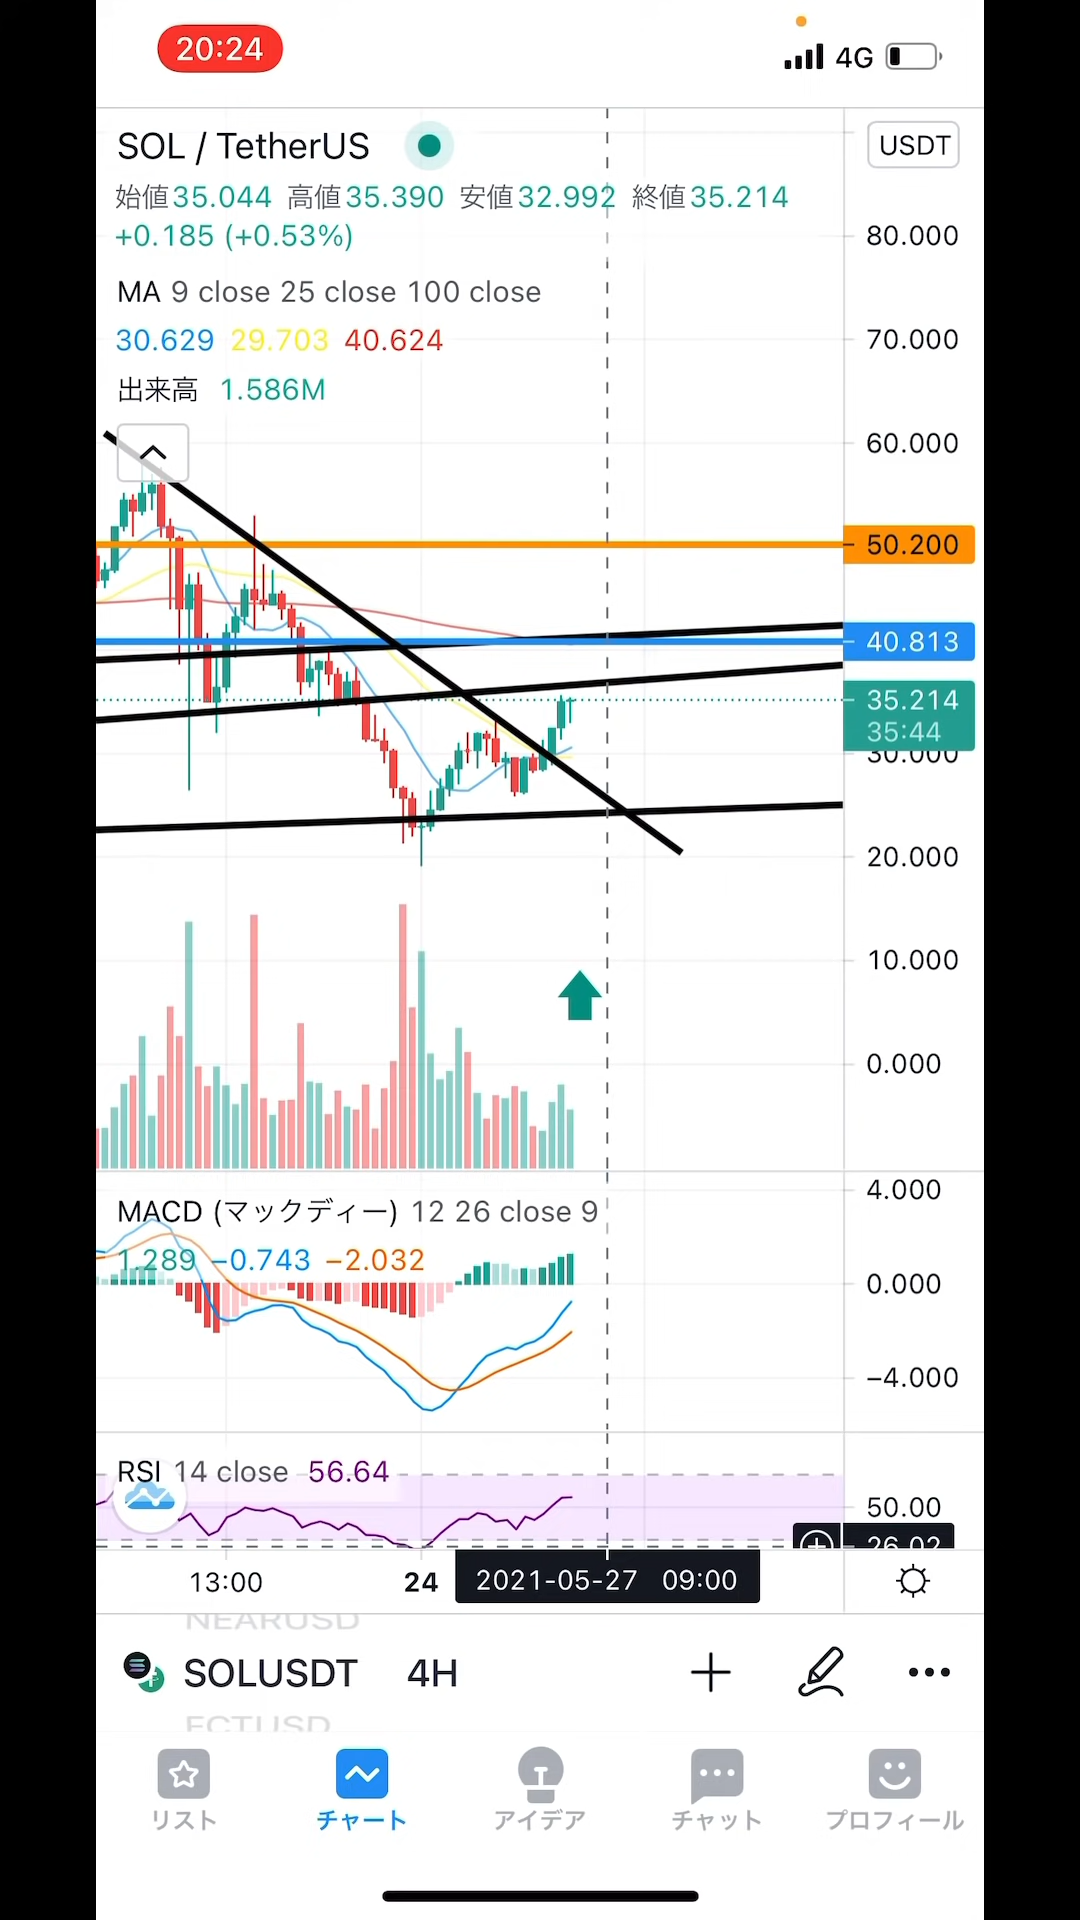 20:24
4G
SOL / TetherUS
USDT
始値35.044 高値35.390 安値32.992 終値35.214
+0.185 (+0.53%)
80.000
MA 9 close 25 close 100 close
30.629 29.703 40.624
70.000
出来高 1.586M
60.000
50.200
40.813
35.214
35:44
30.000
20.000
10.000
0.000
4.000
MACD (マックディー) 12 26 close 9
1.289 −0.743 −2.032
0.000
−4.000
RSI 14 close 56.64
50.00
26.02
13:00 24 2021-05-27 09:00
NEARUSD
SOLUSDT 4H
FCTUSD
リスト チャート アイデア チャット プロフィール